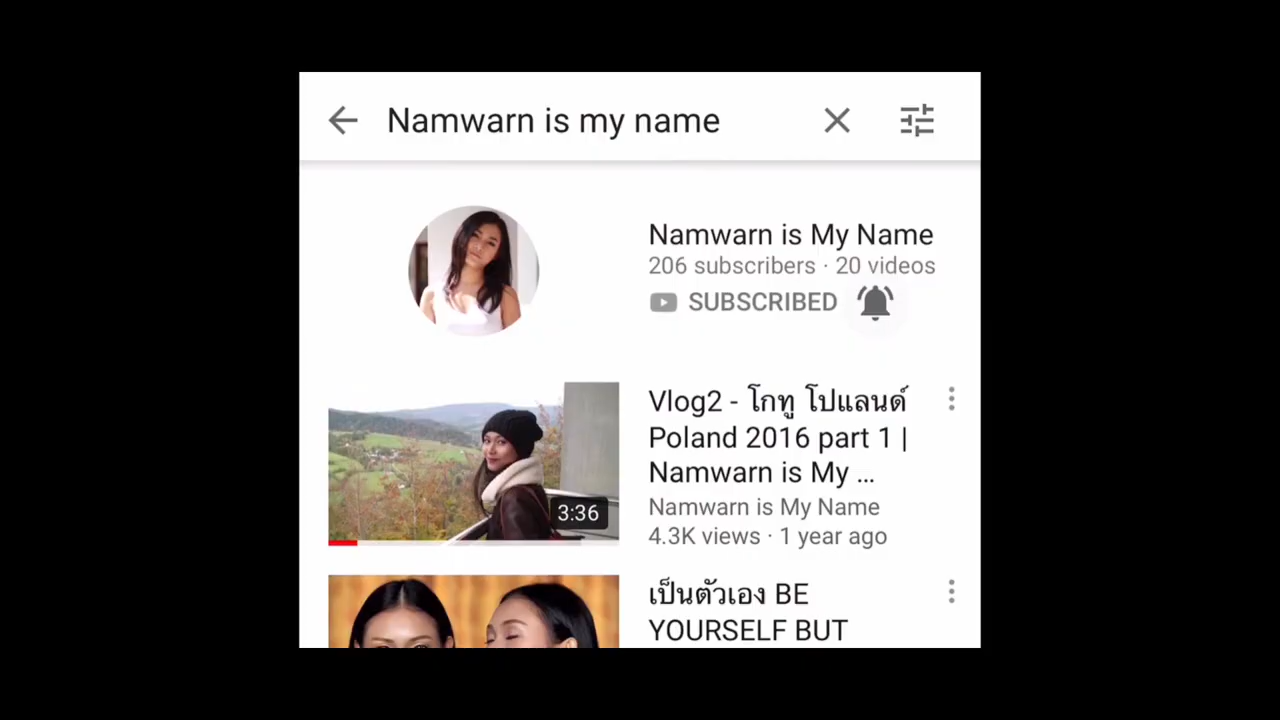 Namwarn is my name
Namwarn is My Name
206 subscribers · 20 videos
SUBSCRIBED
Vlog2 - โกทู โปแลนด์
Poland 2016 part 1 |
Namwarn is My ...
3:36
Namwarn is My Name
4.3K views · 1 year ago
เป็นตัวเอง BE
YOURSELF BUT